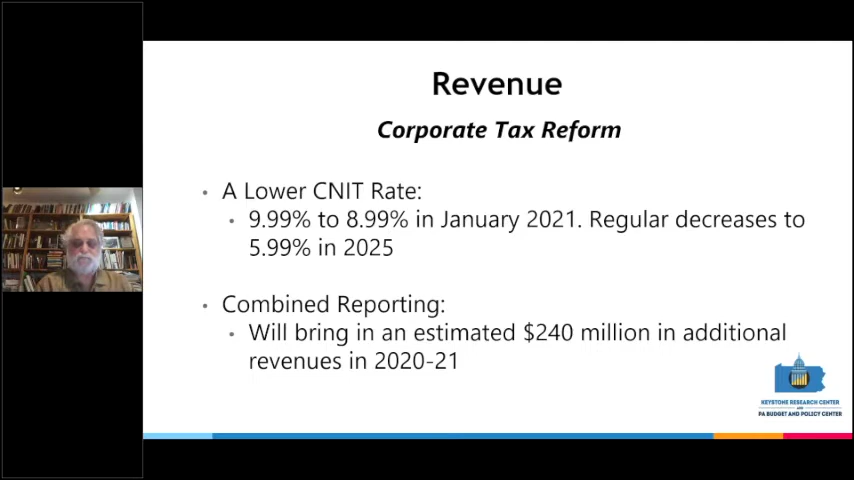 Revenue
Corporate Tax Reform
• A Lower CNIT Rate:
• 9.99% to 8.99% in January 2021. Regular decreases to
5.99% in 2025
• Combined Reporting:
• Will bring in an estimated $240 million in additional
revenues in 2020-21
KEYSTONE RESEARCH CENTER
AND
PA BUDGET AND POLICY CENTER